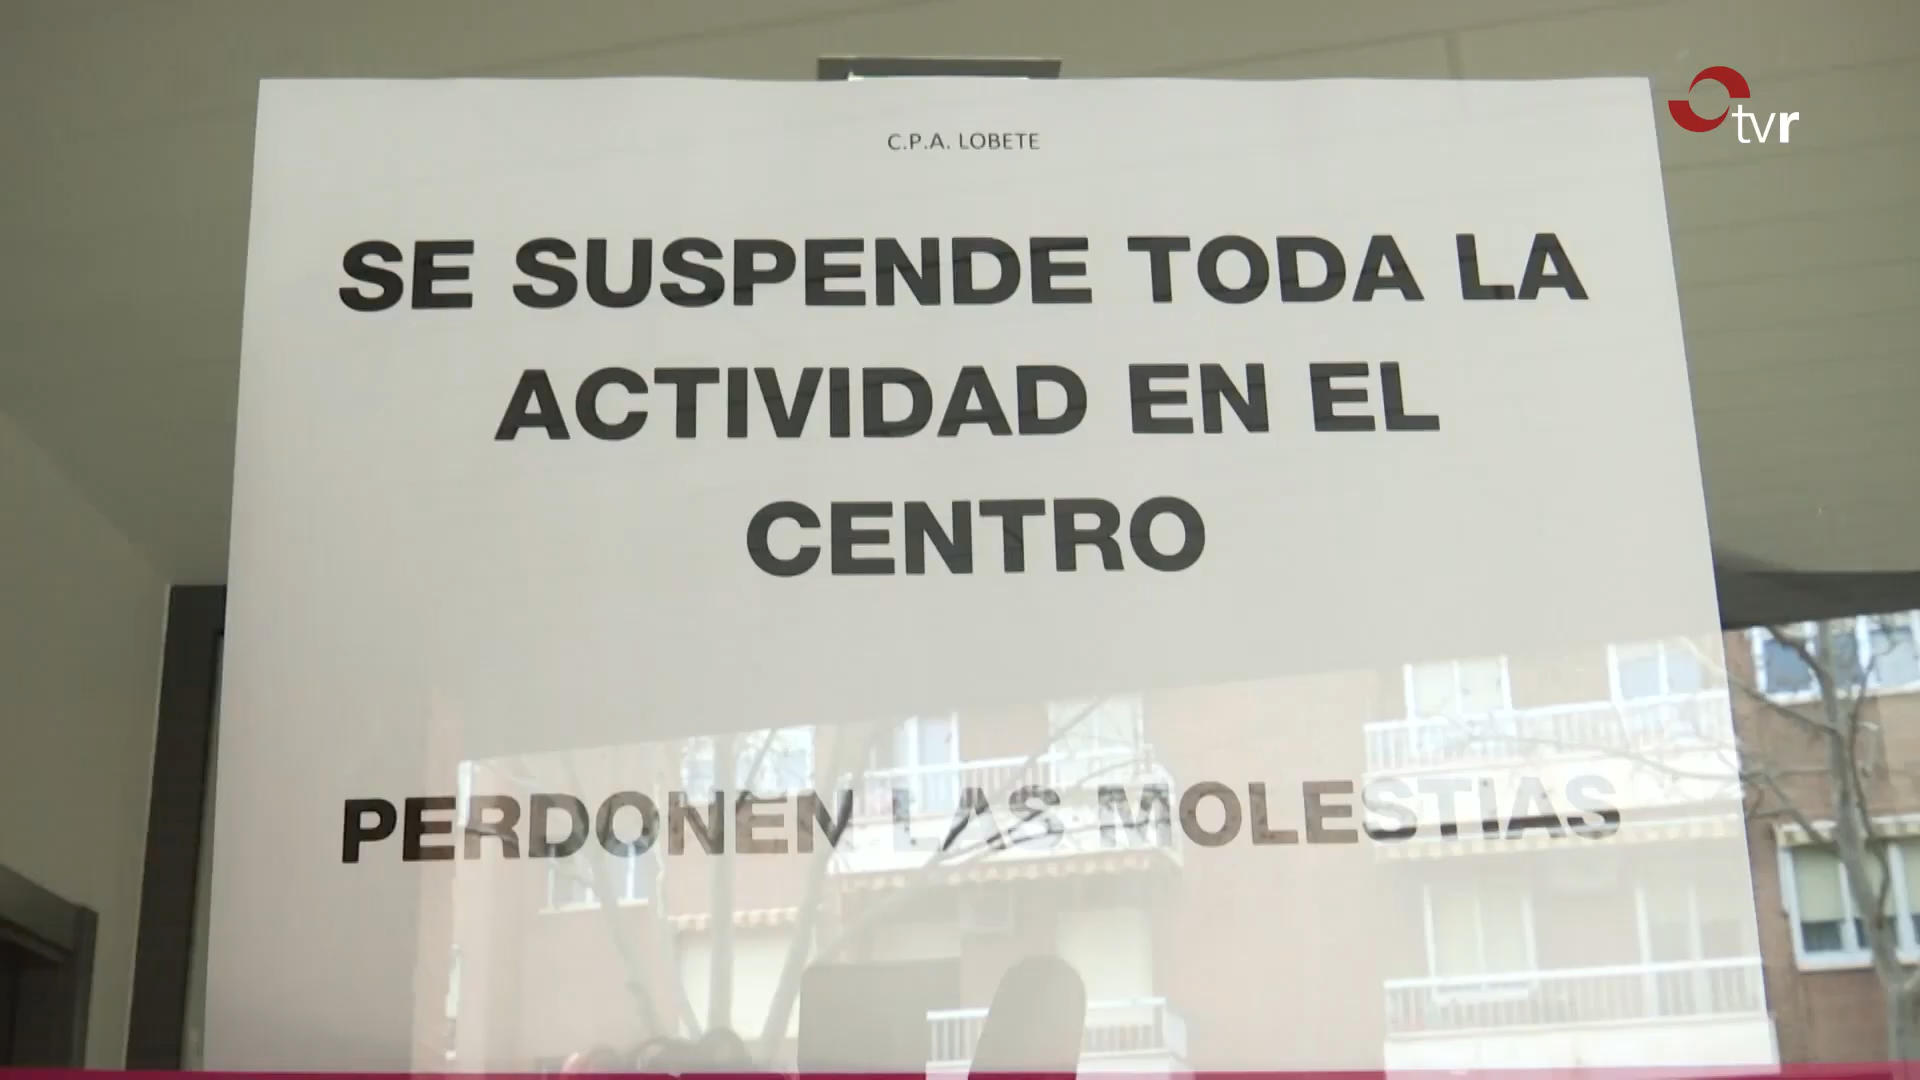 C.P.A. LOBETE
tvr
SE SUSPENDE TODA LA
ACTIVIDAD EN EL
CENTRO
PERDONEN LAS MOLESTIAS